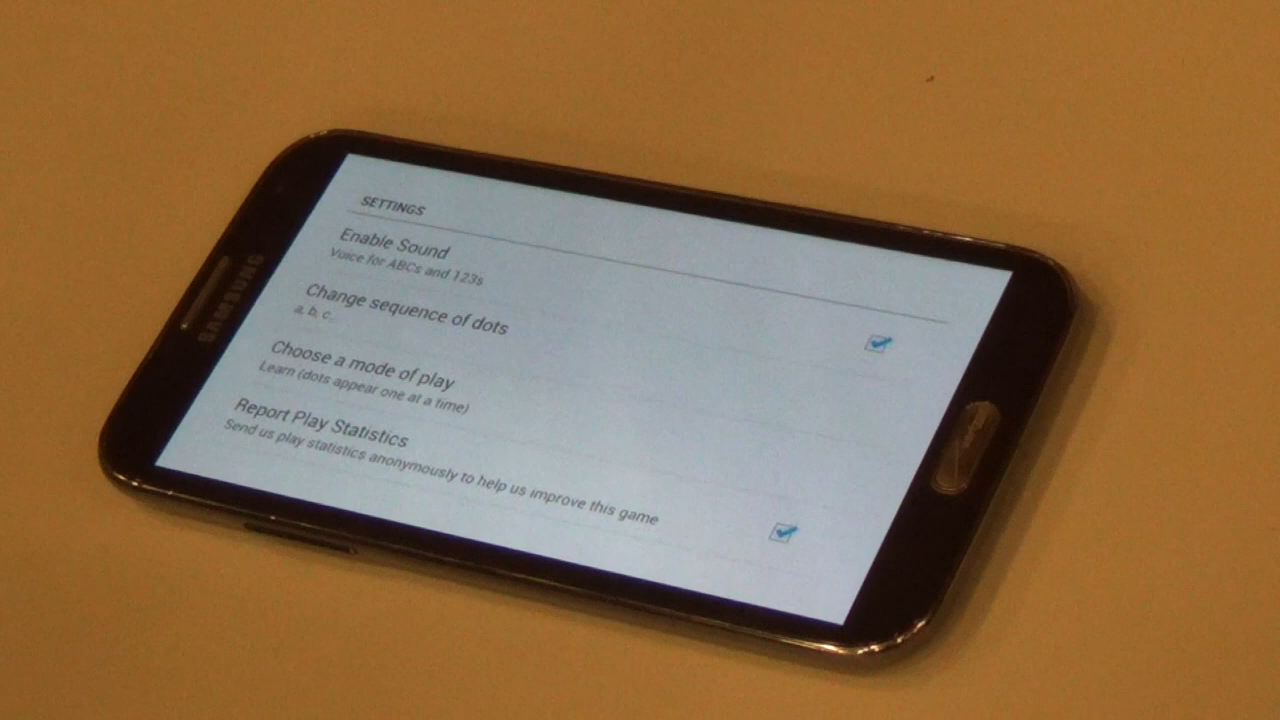 SAMSUNG
SETTINGS
Enable Sound
Voice for ABCs and 123s
Change sequence of dots
a, b, c...
Choose a mode of play
Learn (dots appear one at a time)
Report Play Statistics
Send us play statistics anonymously to help us improve this game